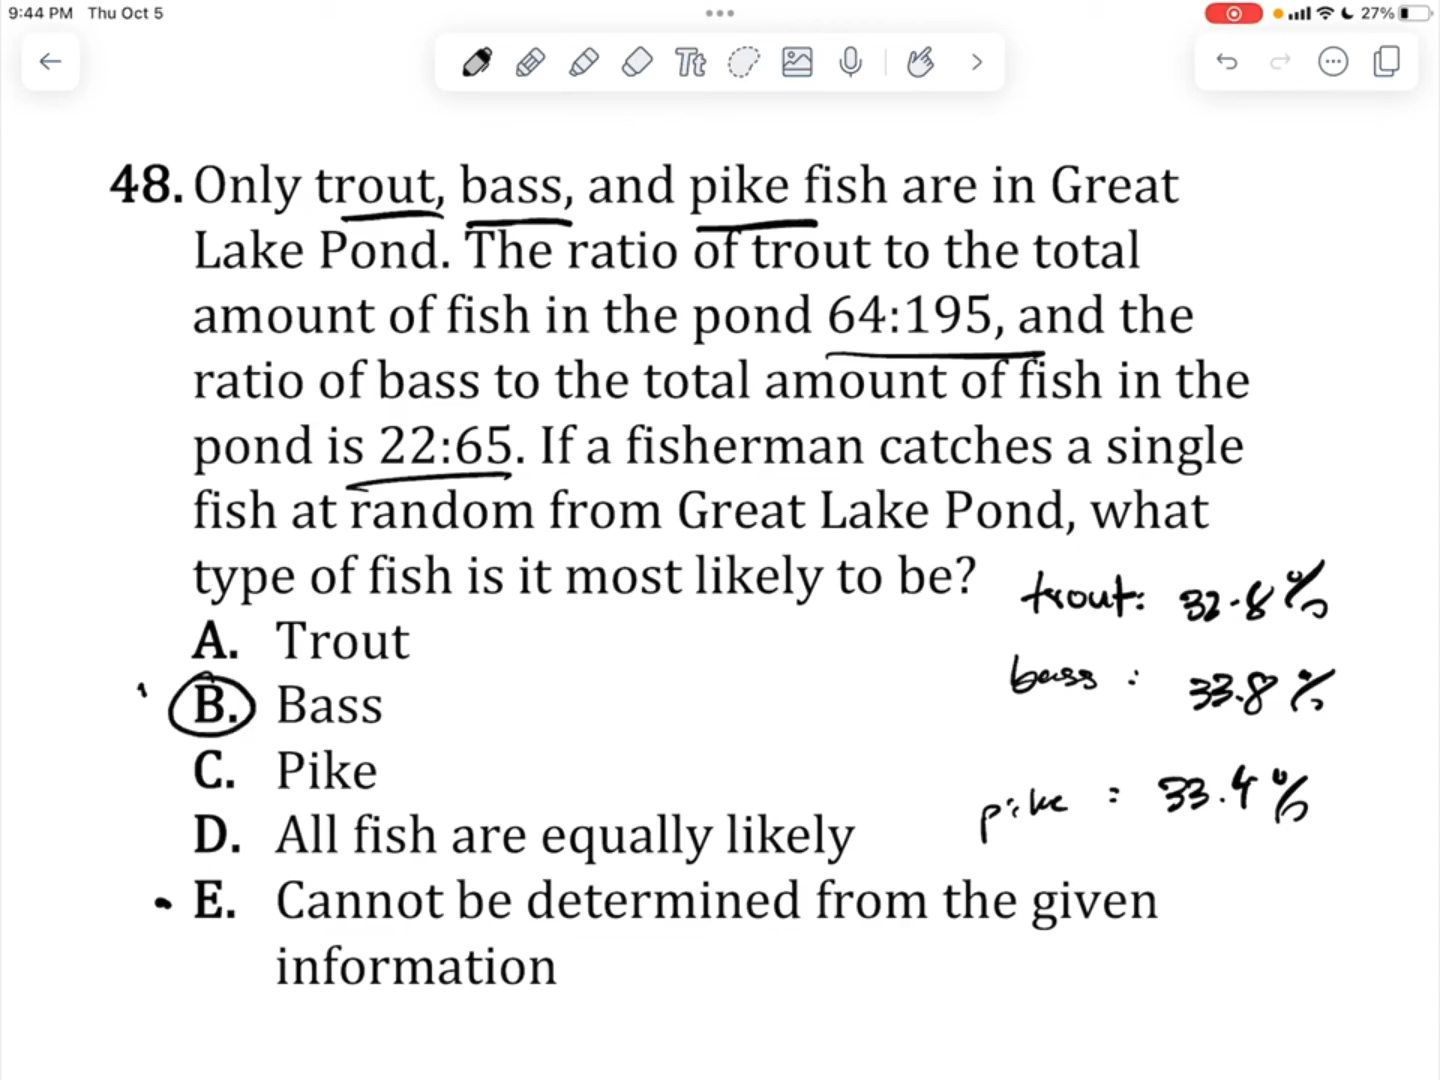 9:44 PM Thu Oct 5
27%
Tt
48. Only trout, bass, and pike fish are in Great
Lake Pond. The ratio of trout to the total
amount of fish in the pond 64:195, and the
ratio of bass to the total amount of fish in the
pond is 22:65. If a fisherman catches a single
fish at random from Great Lake Pond, what
type of fish is it most likely to be?
trout: 32.8%
A. Trout
bass: 33.8%
B. Bass
C. Pike
pike: 33.4%
D. All fish are equally likely
E. Cannot be determined from the given
information